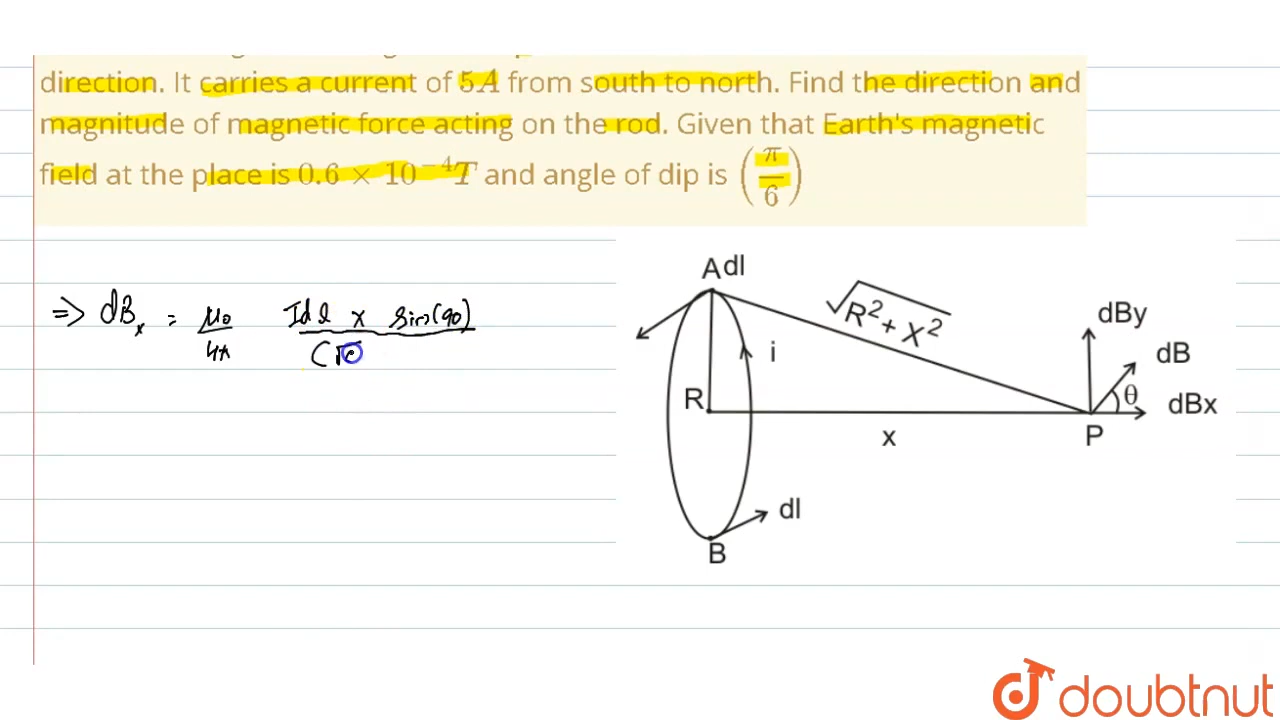 direction. It carries a current of 5A from south to north. Find the direction and
magnitude of magnetic force acting on the rod. Given that Earth's magnetic
field at the place is 0.6 × 10⁻⁴T and angle of dip is (π/6)
⇒ dBₓ = μ₀/4π Idl × sin(90)
(√
A dl
√R²+X²
R
i
x
dBy
dB
θ
dBx
P
dl
B
doubtnut